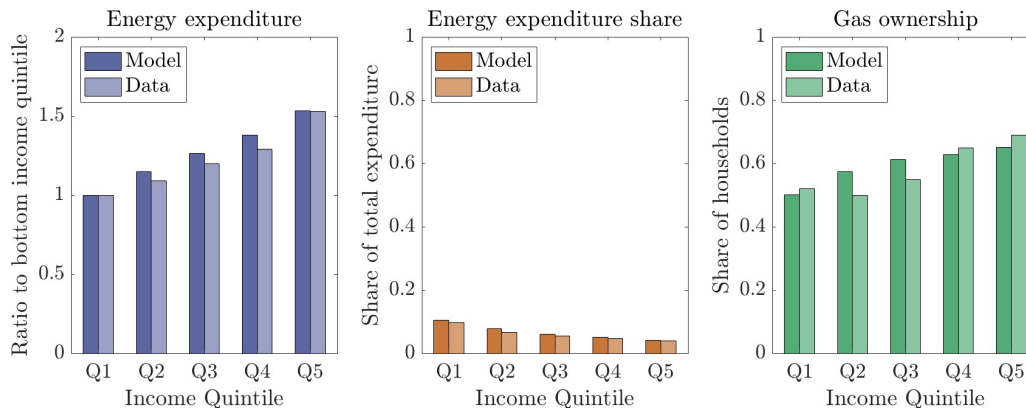 Energy expenditure
2
1.5
1
0.5
0
Ratio to bottom income quintile
Model
Data
Q1 Q2 Q3 Q4 Q5
Income Quintile
Energy expenditure share
1
0.8
0.6
0.4
0.2
0
Share of total expenditure
Model
Data
Q1 Q2 Q3 Q4 Q5
Income Quintile
Gas ownership
1
0.8
0.6
0.4
0.2
0
Share of households
Model
Data
Q1 Q2 Q3 Q4 Q5
Income Quintile